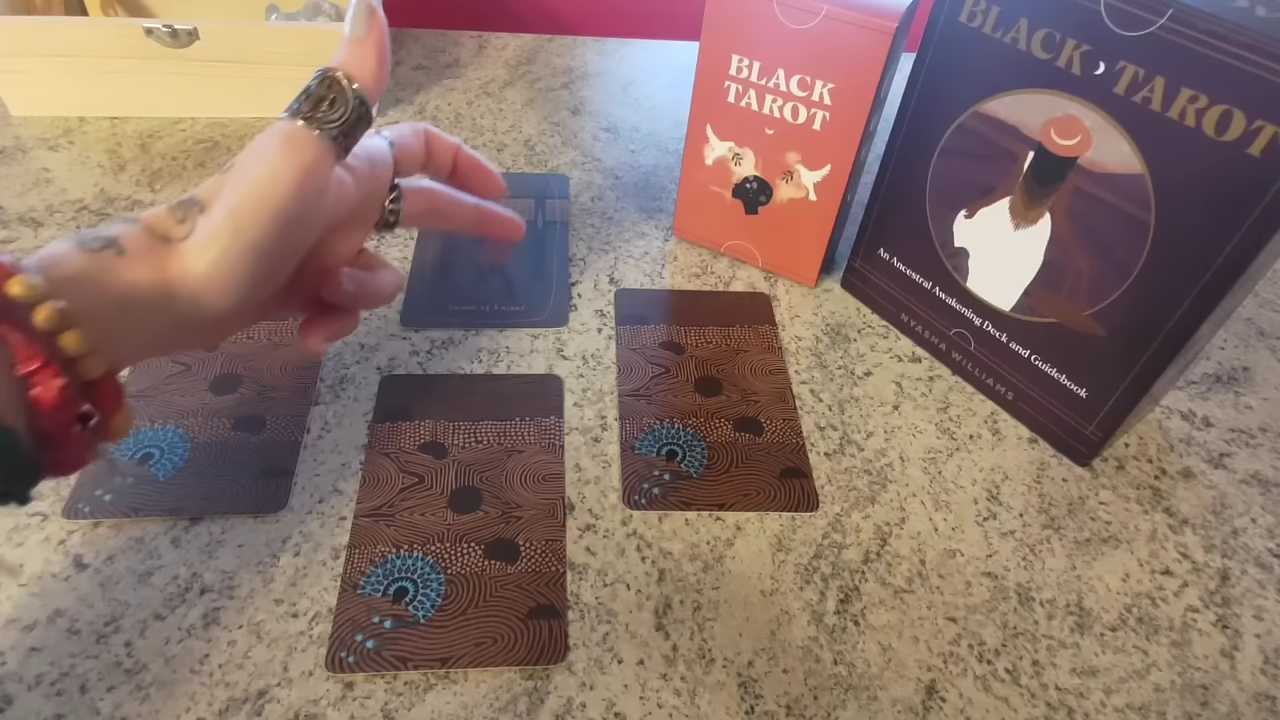 BLACK
TAROT
BLACK TAROT
An Ancestral Awakening Deck and Guidebook
NYASHA WILLIAMS